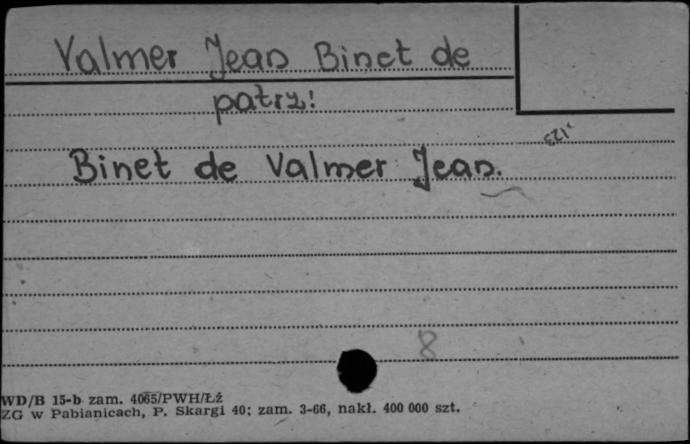 Valmer Jean Binet de
patrz!
Binet de Valmer Jean.
8
WD/B 15-b zam. 4065/PWH/Łż
ZG w Pabianicach, P. Skargi 40; zam. 3-66, nakł. 400 000 szt.